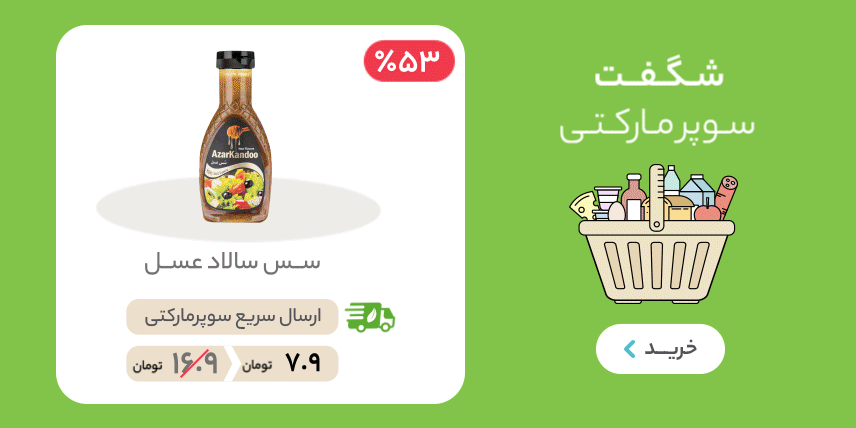 شگفت
سوپرمارکتی
خرید
%۵۳
AzarKandoo
سس سالاد عسل
ارسال سریع سوپرمارکتی
۷.۹ تومان
۱۶.۹ تومان